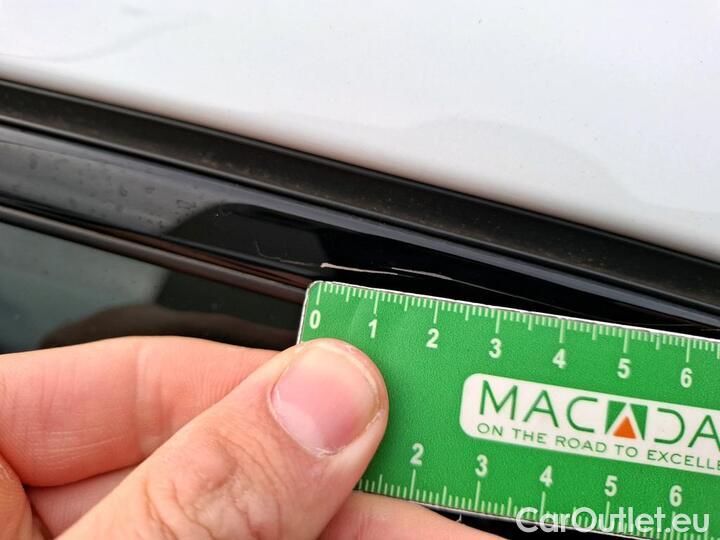 0 1 2 3 4 5 6
MACADA
ON THE ROAD TO EXCELLE
2 3 4 5 6
CarOutlet.eu